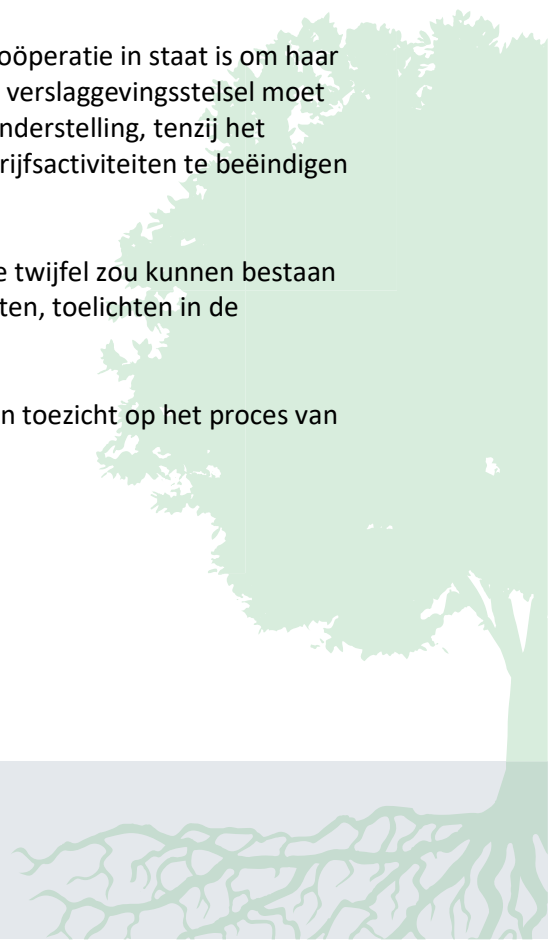 oöperatie in staat is om haar
verslaggevingsstelsel moet
nderstelling, tenzij het
rijfsactiviteiten te beëindigen
e twijfel zou kunnen bestaan
ten, toelichten in de
n toezicht op het proces van